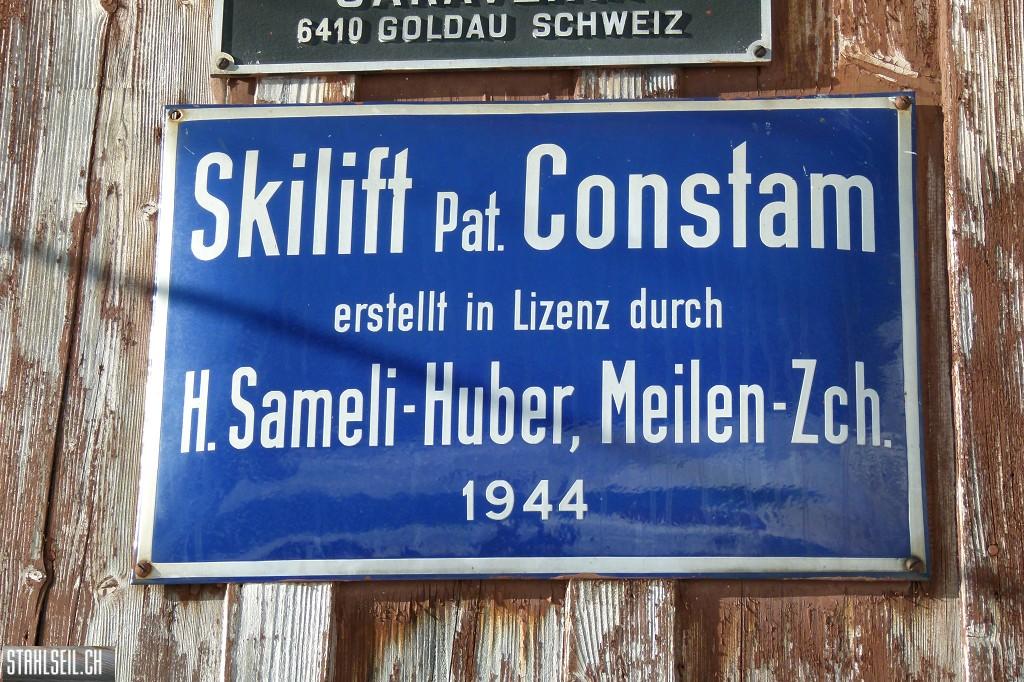 6410 GOLDAU SCHWEIZ
Skilift Pat. Constam
erstellt in Lizenz durch
H. Sameli-Huber, Meilen-Zch.
1944
STAHLSEIL.CH